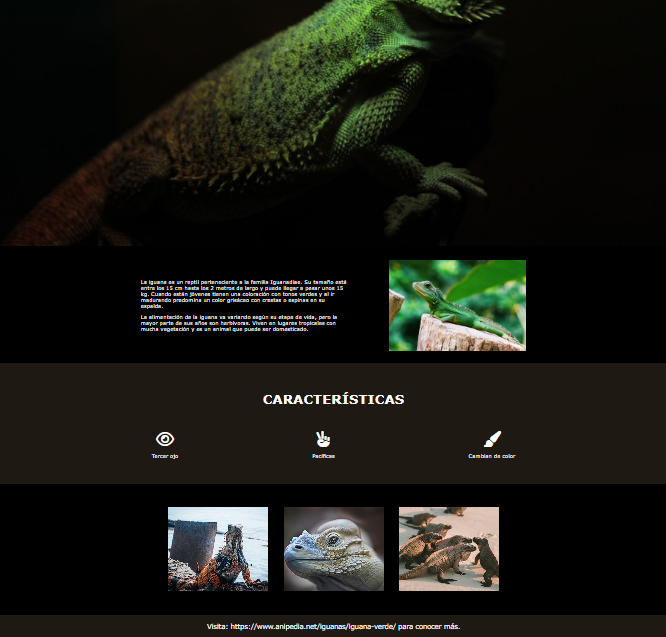 La iguana es un reptil perteneciente a la familia Iguanadise. Su tamaño está
entre los 15 cm hasta los 2 metros de largo y puede llegar a pesar unos 15
kg. Cuando están jóvenes tienen una coloración con tonos verdes y al ir
madurando predomina un color grisáceo con crestas o espinas en su
espalda.
La alimentación de la iguana va variando según su etapa de vida, pero la
mayor parte de sus años son herbívoras. Viven en lugares tropicales con
mucha vegetación y es un animal que puede ser domesticado.
CARACTERÍSTICAS
Tercer ojo
Pacíficas
Cambian de color
Visita: https://www.anipedia.net/iguanas/iguana-verde/ para conocer más.